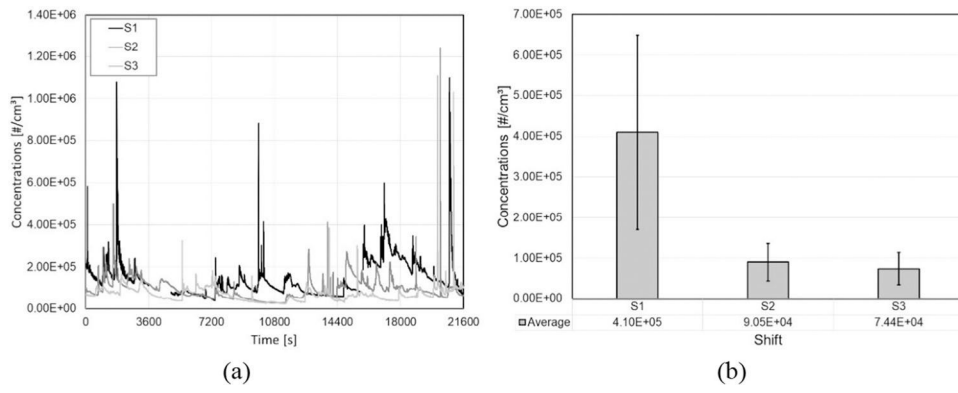 1.40E+06
1.20E+06
1.00E+06
8.00E+05
6.00E+05
4.00E+05
2.00E+05
0.00E+00
Concentrations [#/cm³]
S1
S2
S3
0 3600 7200 10800 14400 18000 21600
Time [s]
(a)
7.00E+05
6.00E+05
5.00E+05
4.00E+05
3.00E+05
2.00E+05
1.00E+05
0.00E+00
Concentrations [#/cm³]
S1 S2 S3
Average 4.10E+05 9.05E+04 7.44E+04
Shift
(b)